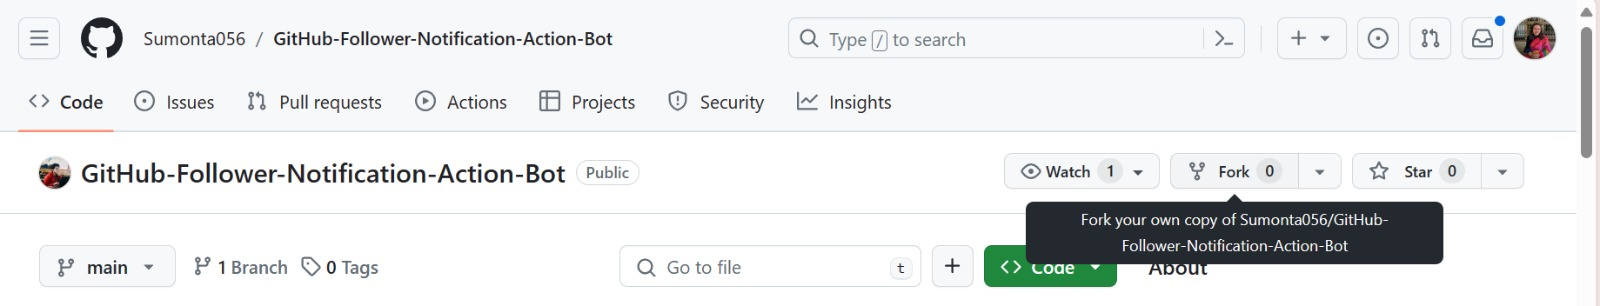 Sumonta056 / GitHub-Follower-Notification-Action-Bot Type / to search
Code Issues Pull requests Actions Projects Security Insights
GitHub-Follower-Notification-Action-Bot Public Watch 1 Fork 0 Star 0
Fork your own copy of Sumonta056/GitHub-
Follower-Notification-Action-Bot
main 1 Branch 0 Tags Go to file t Code About